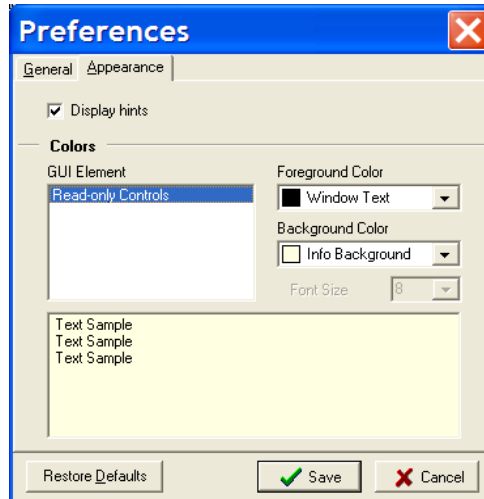 Preferences
General Appearance
Display hints
Colors
GUI Element
Read-only Controls
Foreground Color
Window Text
Background Color
Info Background
Font Size 8
Text Sample
Text Sample
Text Sample
Restore Defaults Save Cancel